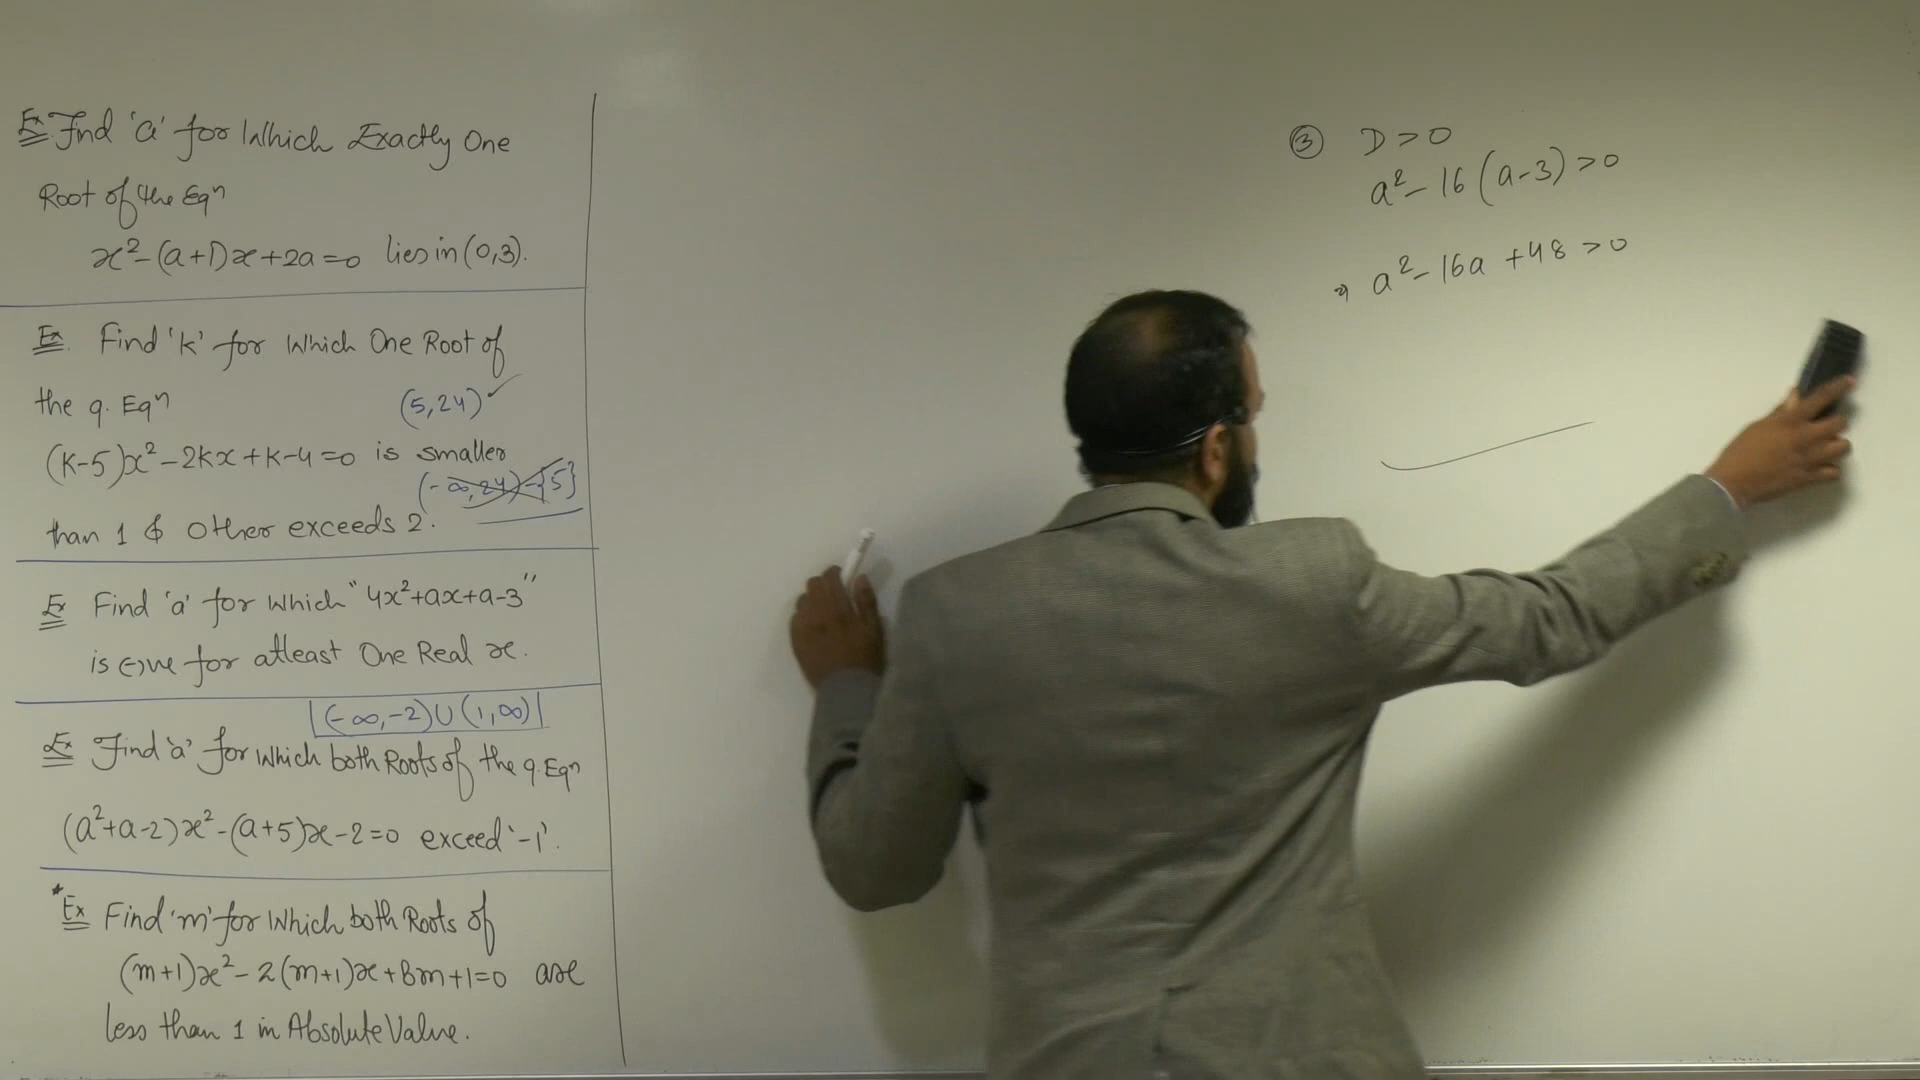 Ex. Find 'a' for Which Exactly One
Root of the Eqⁿ
x²-(a+1)x+2a=0 lies in (0,3).
Ex. Find 'k' for Which One Root of
the q. Eqⁿ (5,24) ✓
(k-5)x²-2kx+k-4=0 is smaller
(-∞,24)-{5}
than 1 & Other exceeds 2.
Ex Find 'a' for Which "4x²+ax+a-3"
is (-)ve for atleast One Real x.
(-∞,-2)∪(1,∞)
Ex Find 'a' for Which both Roots of the q. Eqⁿ
(a²+a-2)x²-(a+5)x-2=0 exceed '-1'.
*Ex Find 'm' for Which both Roots of
(m+1)x²-2(m+1)x+Bm+1=0 are
less than 1 in Absolute Value.
③ D>0
a²-16(a-3)>0
⇒ a²-16a+48>0